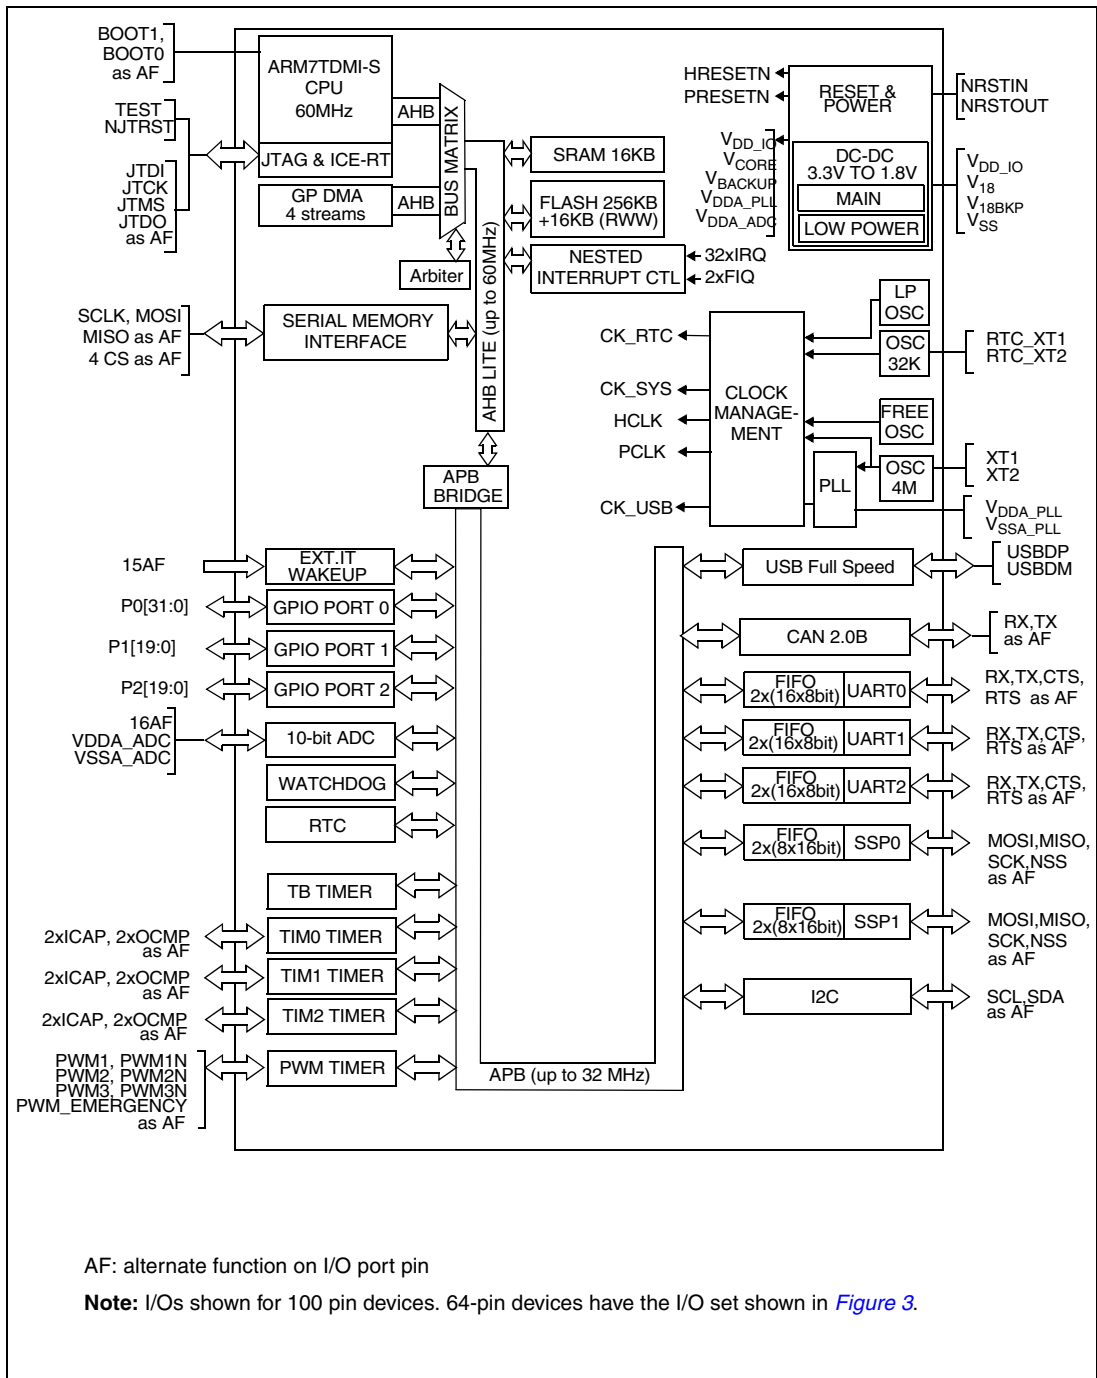 BOOT1,
BOOT0
as AF
TEST
NJTRST
JTDI
JTCK
JTMS
JTDO
as AF
ARM7TDMI-S
CPU
60MHz
JTAG & ICE-RT
GP DMA
4 streams
AHB
AHB
BUS MATRIX
Arbiter
SCLK, MOSI
MISO as AF
4 CS as AF
SERIAL MEMORY
INTERFACE
AHB LITE (up to 60MHz)
SRAM 16KB
FLASH 256KB
+16KB (RWW)
NESTED
INTERRUPT CTL
32xIRQ
2xFIQ
HRESETN
PRESETN
VDD_IO
VCORE
VBACKUP
VDDA_PLL
VDDA_ADC
RESET &
POWER
DC-DC
3.3V TO 1.8V
MAIN
LOW POWER
NRSTIN
NRSTOUT
VDD_IO
V18
V18BKP
VSS
CK_RTC
CK_SYS
HCLK
PCLK
CK_USB
CLOCK
MANAGE-
MENT
LP
OSC
OSC
32K
FREE
OSC
OSC
4M
PLL
RTC_XT1
RTC_XT2
XT1
XT2
VDDA_PLL
VSSA_PLL
APB
BRIDGE
15AF
EXT.IT
WAKEUP
P0[31:0]
GPIO PORT 0
P1[19:0]
GPIO PORT 1
P2[19:0]
GPIO PORT 2
16AF
VDDA_ADC
VSSA_ADC
10-bit ADC
WATCHDOG
RTC
TB TIMER
2xICAP, 2xOCMP
as AF
TIM0 TIMER
2xICAP, 2xOCMP
as AF
TIM1 TIMER
2xICAP, 2xOCMP
as AF
TIM2 TIMER
PWM1, PWM1N
PWM2, PWM2N
PWM3, PWM3N
PWM_EMERGENCY
as AF
PWM TIMER
APB (up to 32 MHz)
USB Full Speed
USBDP
USBDM
CAN 2.0B
RX,TX
as AF
FIFO
2x(16x8bit)
UART0
RX,TX,CTS,
RTS as AF
FIFO
2x(16x8bit)
UART1
RX,TX,CTS,
RTS as AF
FIFO
2x(16x8bit)
UART2
RX,TX,CTS,
RTS as AF
FIFO
2x(8x16bit)
SSP0
MOSI,MISO,
SCK,NSS
as AF
FIFO
2x(8x16bit)
SSP1
MOSI,MISO,
SCK,NSS
as AF
I2C
SCL,SDA
as AF
AF: alternate function on I/O port pin
Note: I/Os shown for 100 pin devices. 64-pin devices have the I/O set shown in Figure 3.